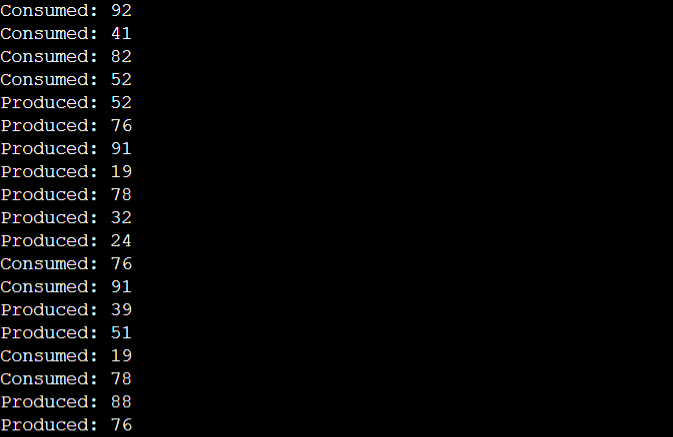 Consumed: 92
Consumed: 41
Consumed: 82
Consumed: 52
Produced: 52
Produced: 76
Produced: 91
Produced: 19
Produced: 78
Produced: 32
Produced: 24
Consumed: 76
Consumed: 91
Produced: 39
Produced: 51
Consumed: 19
Consumed: 78
Produced: 88
Produced: 76